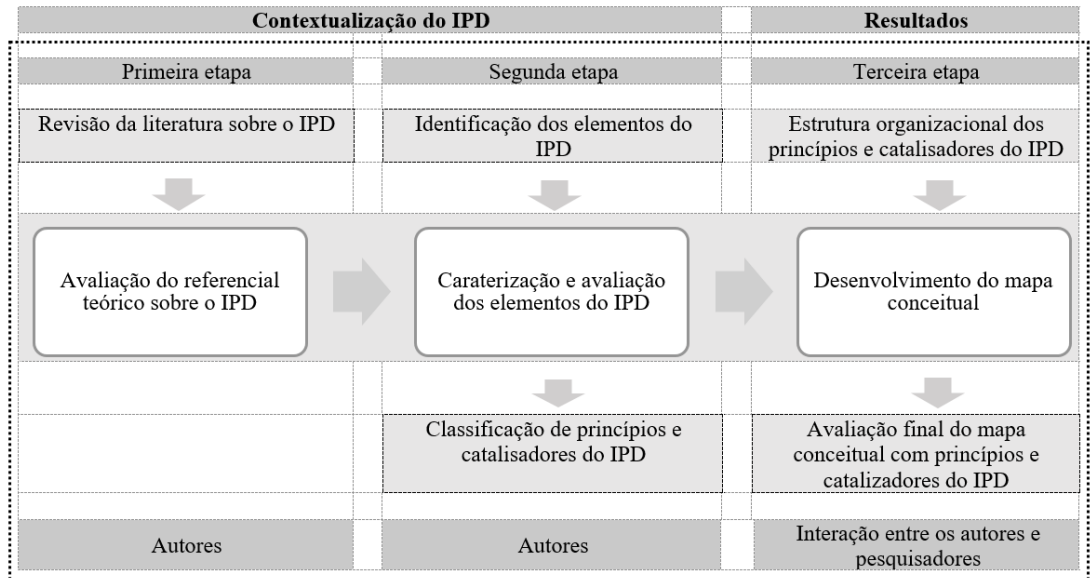 Contextualização do IPD
Resultados
Primeira etapa
Segunda etapa
Terceira etapa
Revisão da literatura sobre o IPD
Identificação dos elementos do
IPD
Estrutura organizacional dos
princípios e catalisadores do IPD
Avaliação do referencial
teórico sobre o IPD
Caraterização e avaliação
dos elementos do IPD
Desenvolvimento do mapa
conceitual
Classificação de princípios e
catalisadores do IPD
Avaliação final do mapa
conceitual com princípios e
catalizadores do IPD
Autores
Autores
Interação entre os autores e
pesquisadores